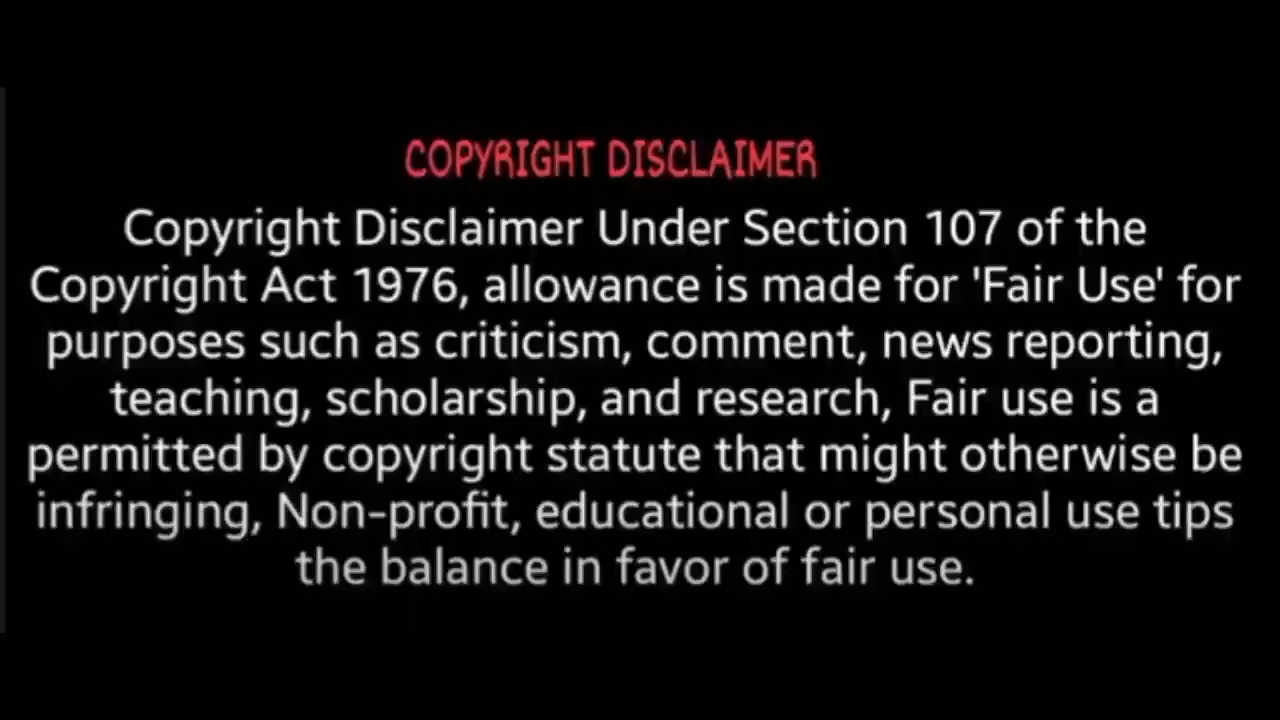 COPYRIGHT DISCLAIMER
Copyright Disclaimer Under Section 107 of the
Copyright Act 1976, allowance is made for 'Fair Use' for
purposes such as criticism, comment, news reporting,
teaching, scholarship, and research, Fair use is a
permitted by copyright statute that might otherwise be
infringing, Non-profit, educational or personal use tips
the balance in favor of fair use.